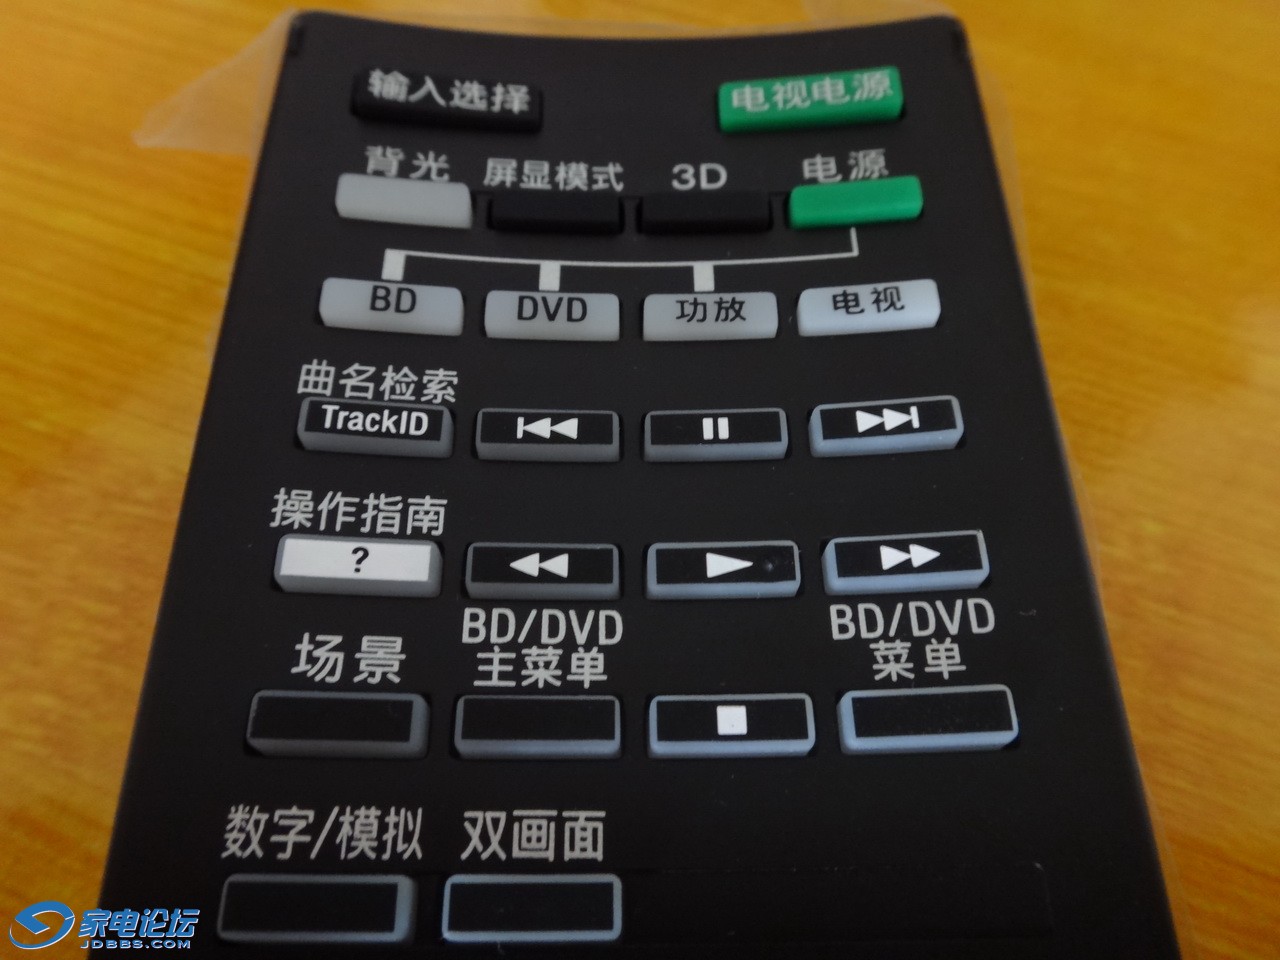 输入选择 电视电源
背光 屏显模式 3D 电源
BD DVD 功放 电视
曲名检索
TrackID
操作指南
?
BD/DVD BD/DVD
场景 主菜单 菜单
数字/模拟 双画面
家电论坛
JDBBS.COM